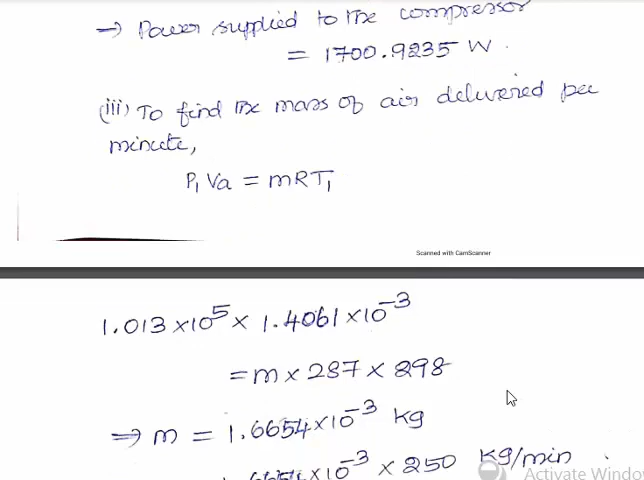 → Power supplied to the compressor
= 1700.9235 W.
(iii) To find the mass of air delivered per
minute,
P₁ Va = mRT₁
Scanned with CamScanner
1.013 × 10⁵ × 1.4061 × 10⁻³
= m × 287 × 298
⇒ m = 1.6654 × 10⁻³ Kg
6654 × 10⁻³ × 250 Kg/min.
Activate Windo